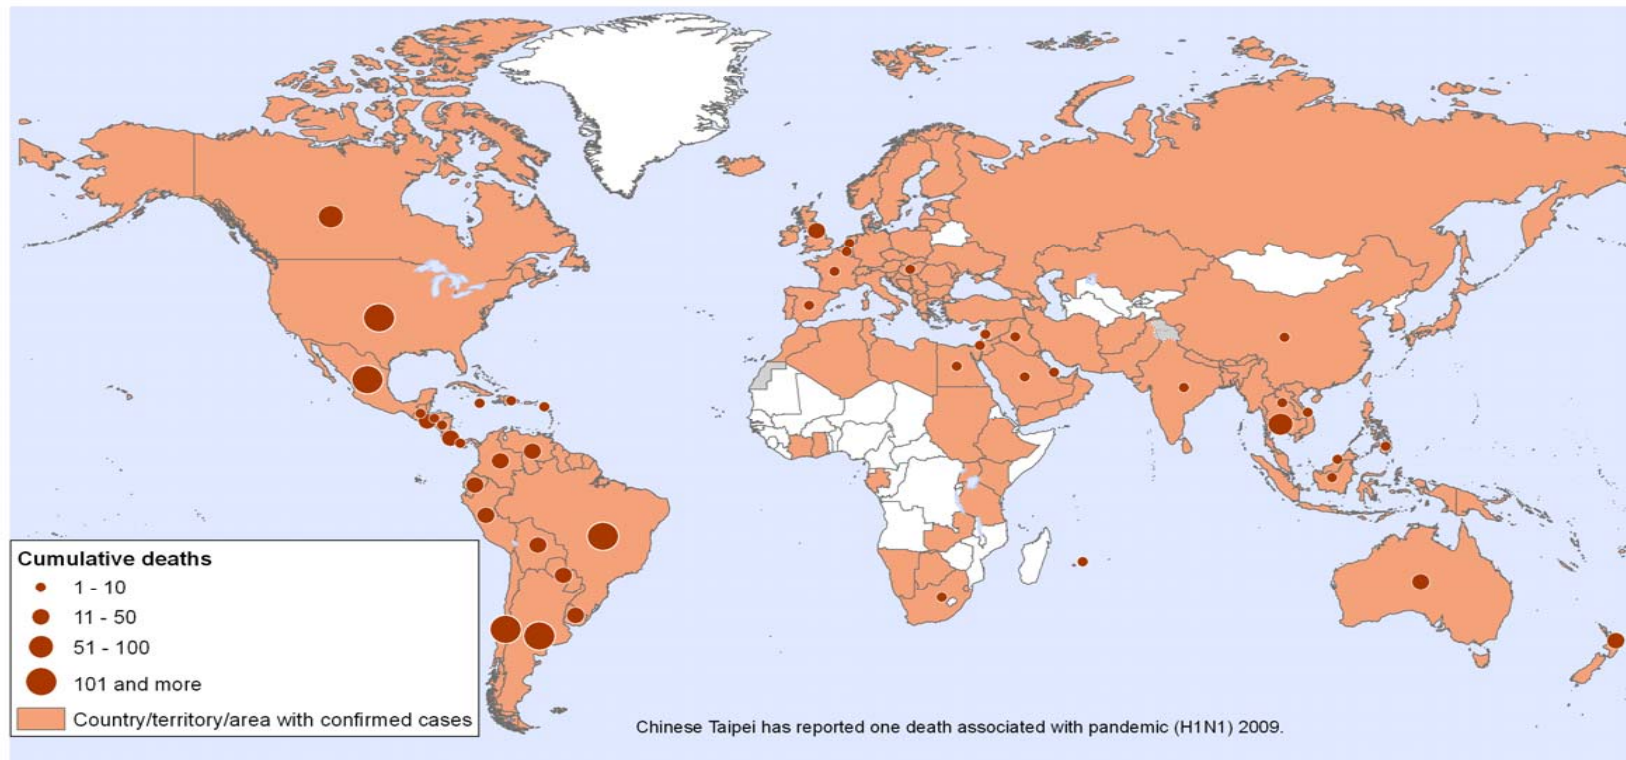 Cumulative deaths
1 - 10
11 - 50
51 - 100
101 and more
Country/territory/area with confirmed cases
Chinese Taipei has reported one death associated with pandemic (H1N1) 2009.